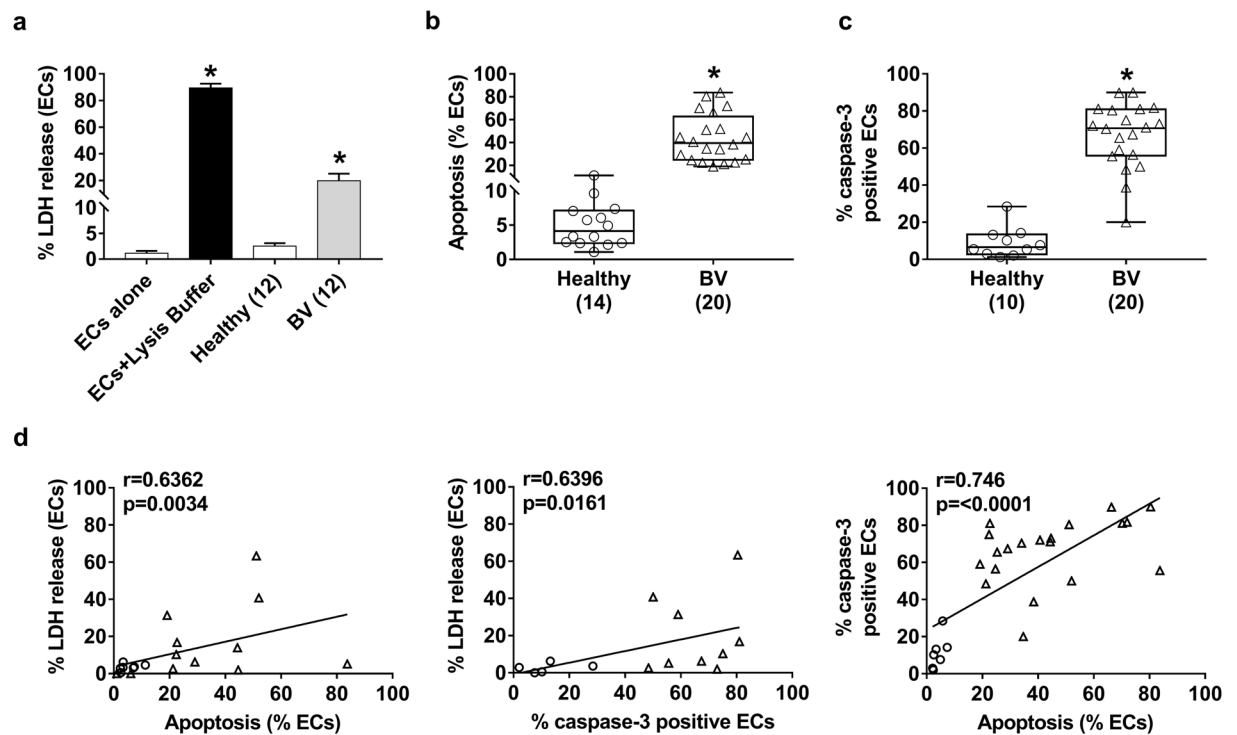 a
% LDH release (ECs)
100
80
60
40
20
10
5
0
*
*
ECs alone
ECs+Lysis Buffer
Healthy (12)
BV (12)
b
Apoptosis (% ECs)
100
80
60
40
20
10
5
0
*
Healthy
(14)
BV
(20)
c
% caspase-3
positive ECs
100
80
60
40
20
0
*
Healthy
(10)
BV
(20)
d
% LDH release (ECs)
r=0.6362
p=0.0034
100
80
60
40
20
0
0 20 40 60 80 100
Apoptosis (% ECs)
% LDH release (ECs)
r=0.6396
p=0.0161
100
80
60
40
20
0
0 20 40 60 80 100
% caspase-3 positive ECs
% caspase-3
positive ECs
r=0.746
p=<0.0001
100
80
60
40
20
0
0 20 40 60 80 100
Apoptosis (% ECs)